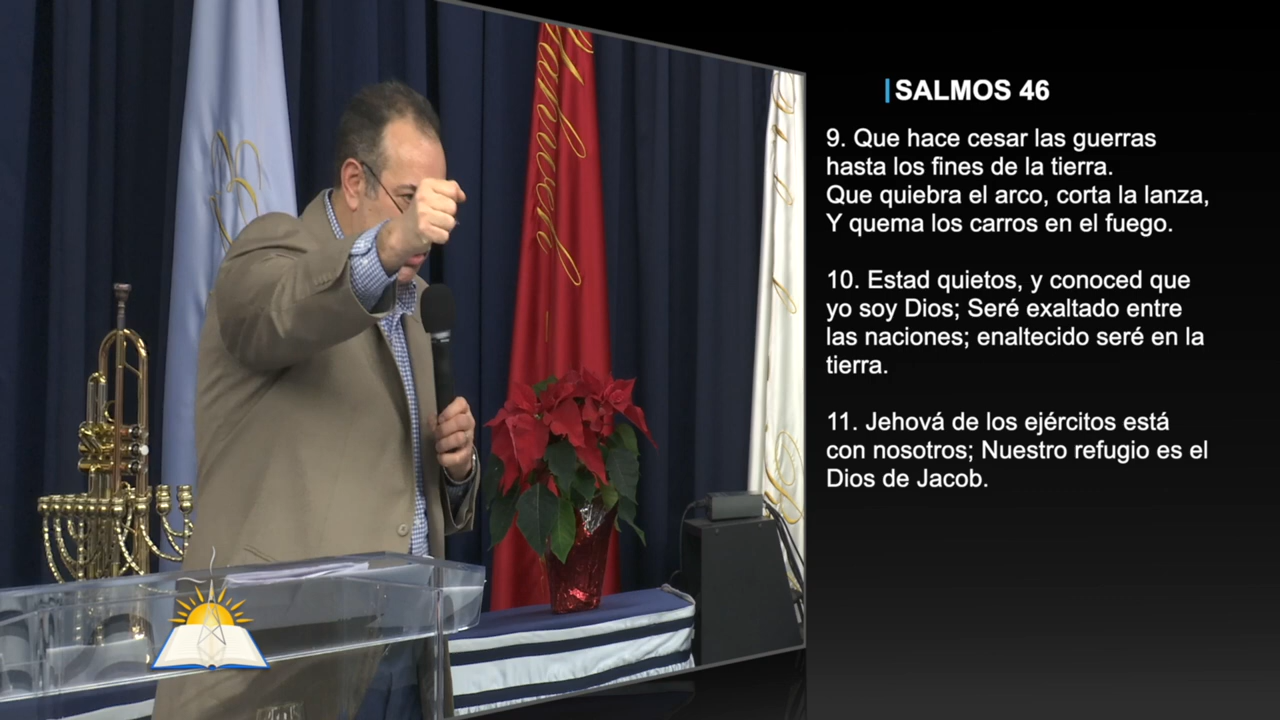 SALMOS 46
9. Que hace cesar las guerras
hasta los fines de la tierra.
Que quiebra el arco, corta la lanza,
Y quema los carros en el fuego.
10. Estad quietos, y conoced que
yo soy Dios; Seré exaltado entre
las naciones; enaltecido seré en la
tierra.
11. Jehová de los ejércitos está
con nosotros; Nuestro refugio es el
Dios de Jacob.